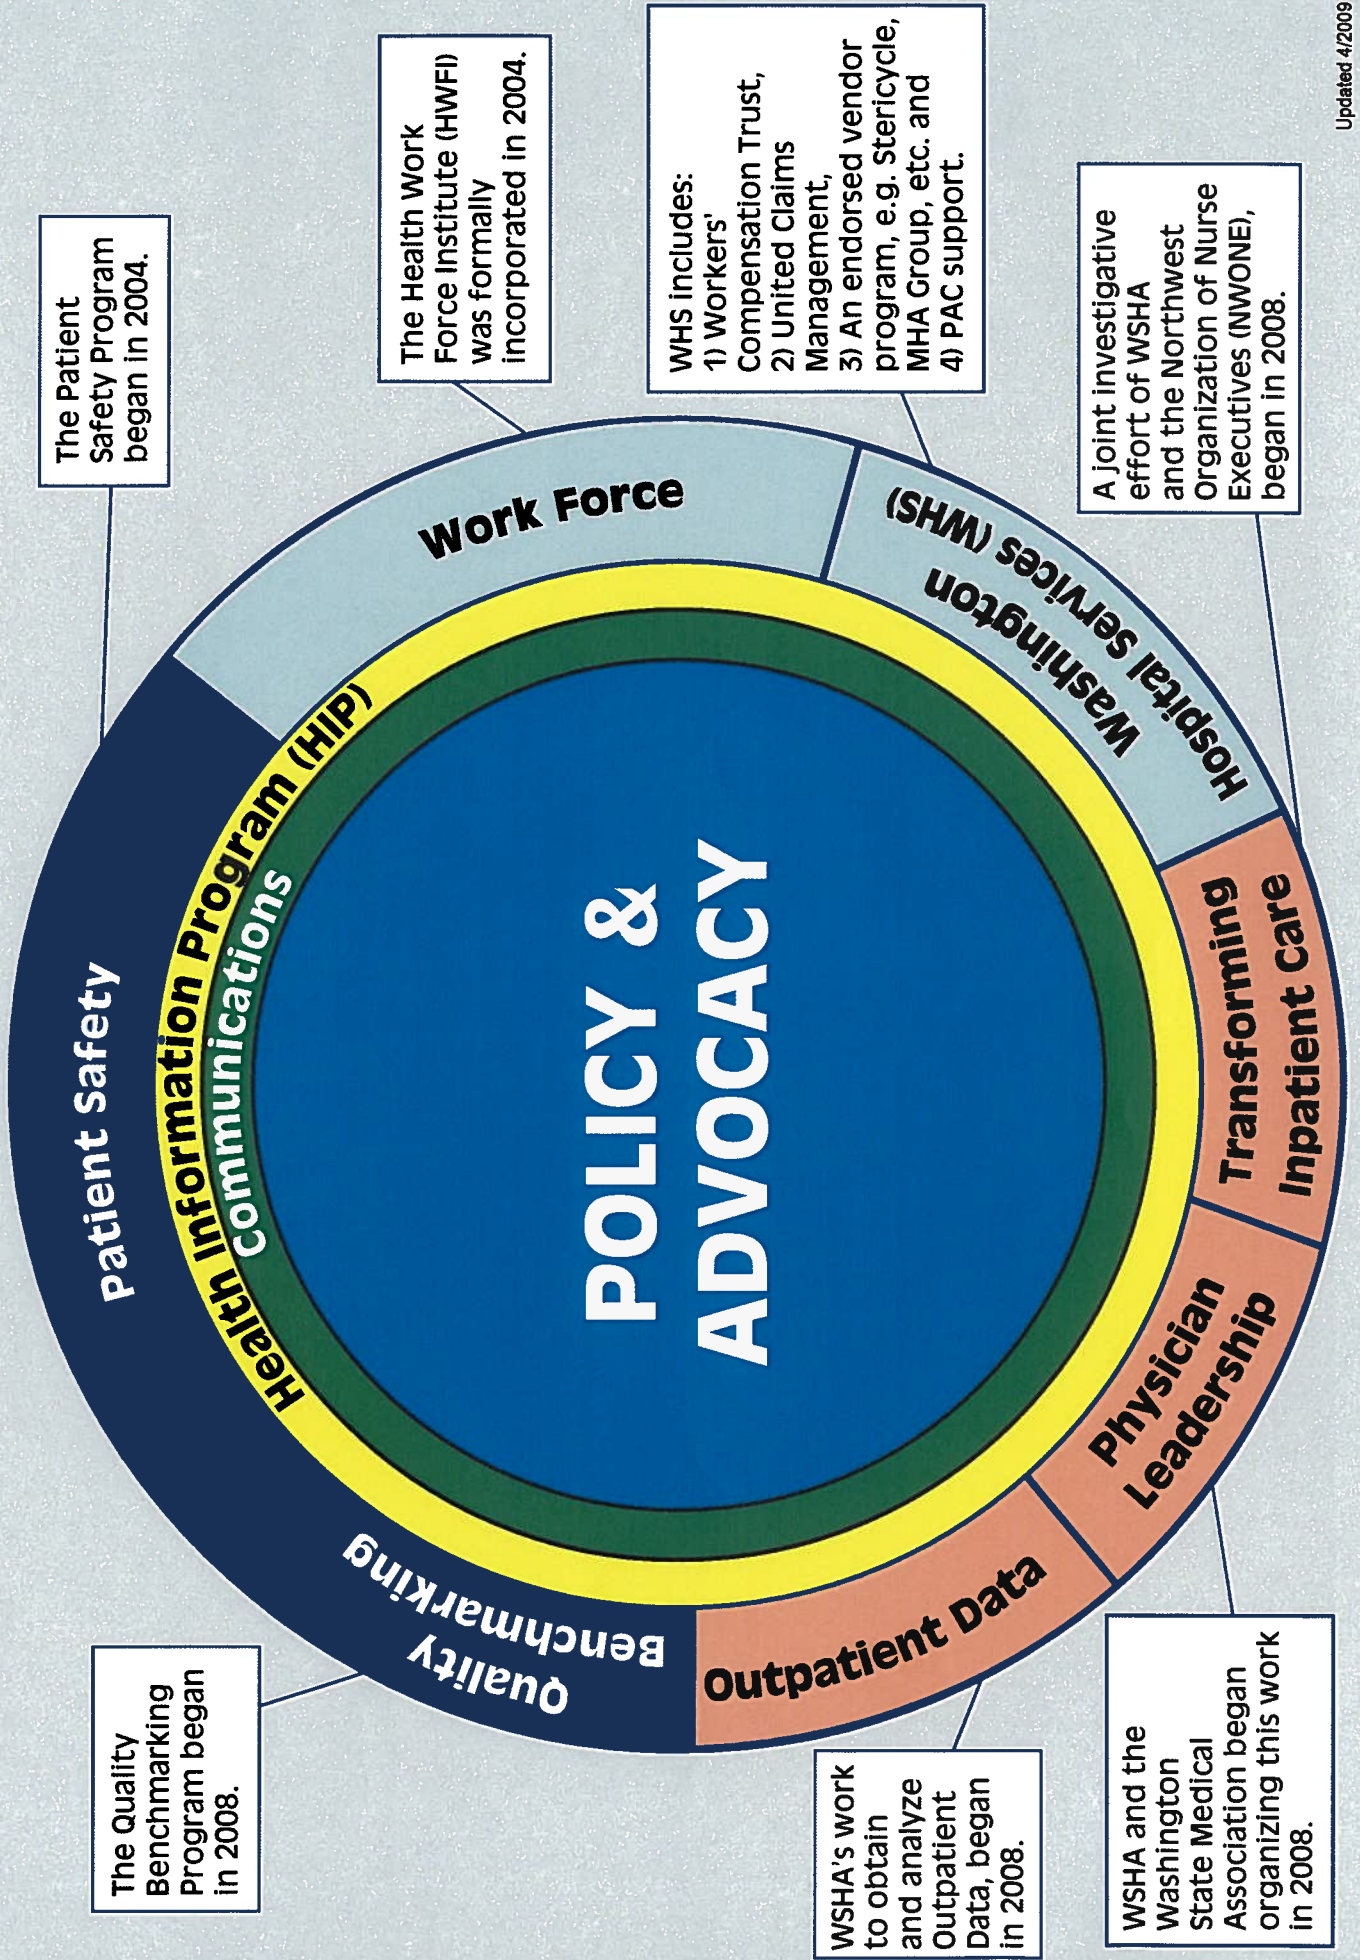 The Quality
Benchmarking
Program began
in 2008.
Patient Safety
The Patient
Safety Program
began in 2004.
Health Information Program (HIP)
Communications
Quality
Benchmarking
Work Force
The Health Work
Force Institute (HWFI)
was formally
incorporated in 2004.
POLICY &
ADVOCACY
WHS includes:
1) Workers'
Compensation Trust,
2) United Claims
Management,
3) An endorsed vendor
program, e.g. Stericycle,
MHA Group, etc. and
4) PAC support.
Washington
Hospital Services (WHS)
Outpatient Data
WSHA's work
to obtain
and analyze
Outpatient
Data, began
in 2008.
Physician
Leadership
Transforming
Inpatient Care
WSHA and the
Washington
State Medical
Association began
organizing this work
in 2008.
A joint investigative
effort of WSHA
and the Northwest
Organization of Nurse
Executives (NWONE),
began in 2008.
Updated 4/2009